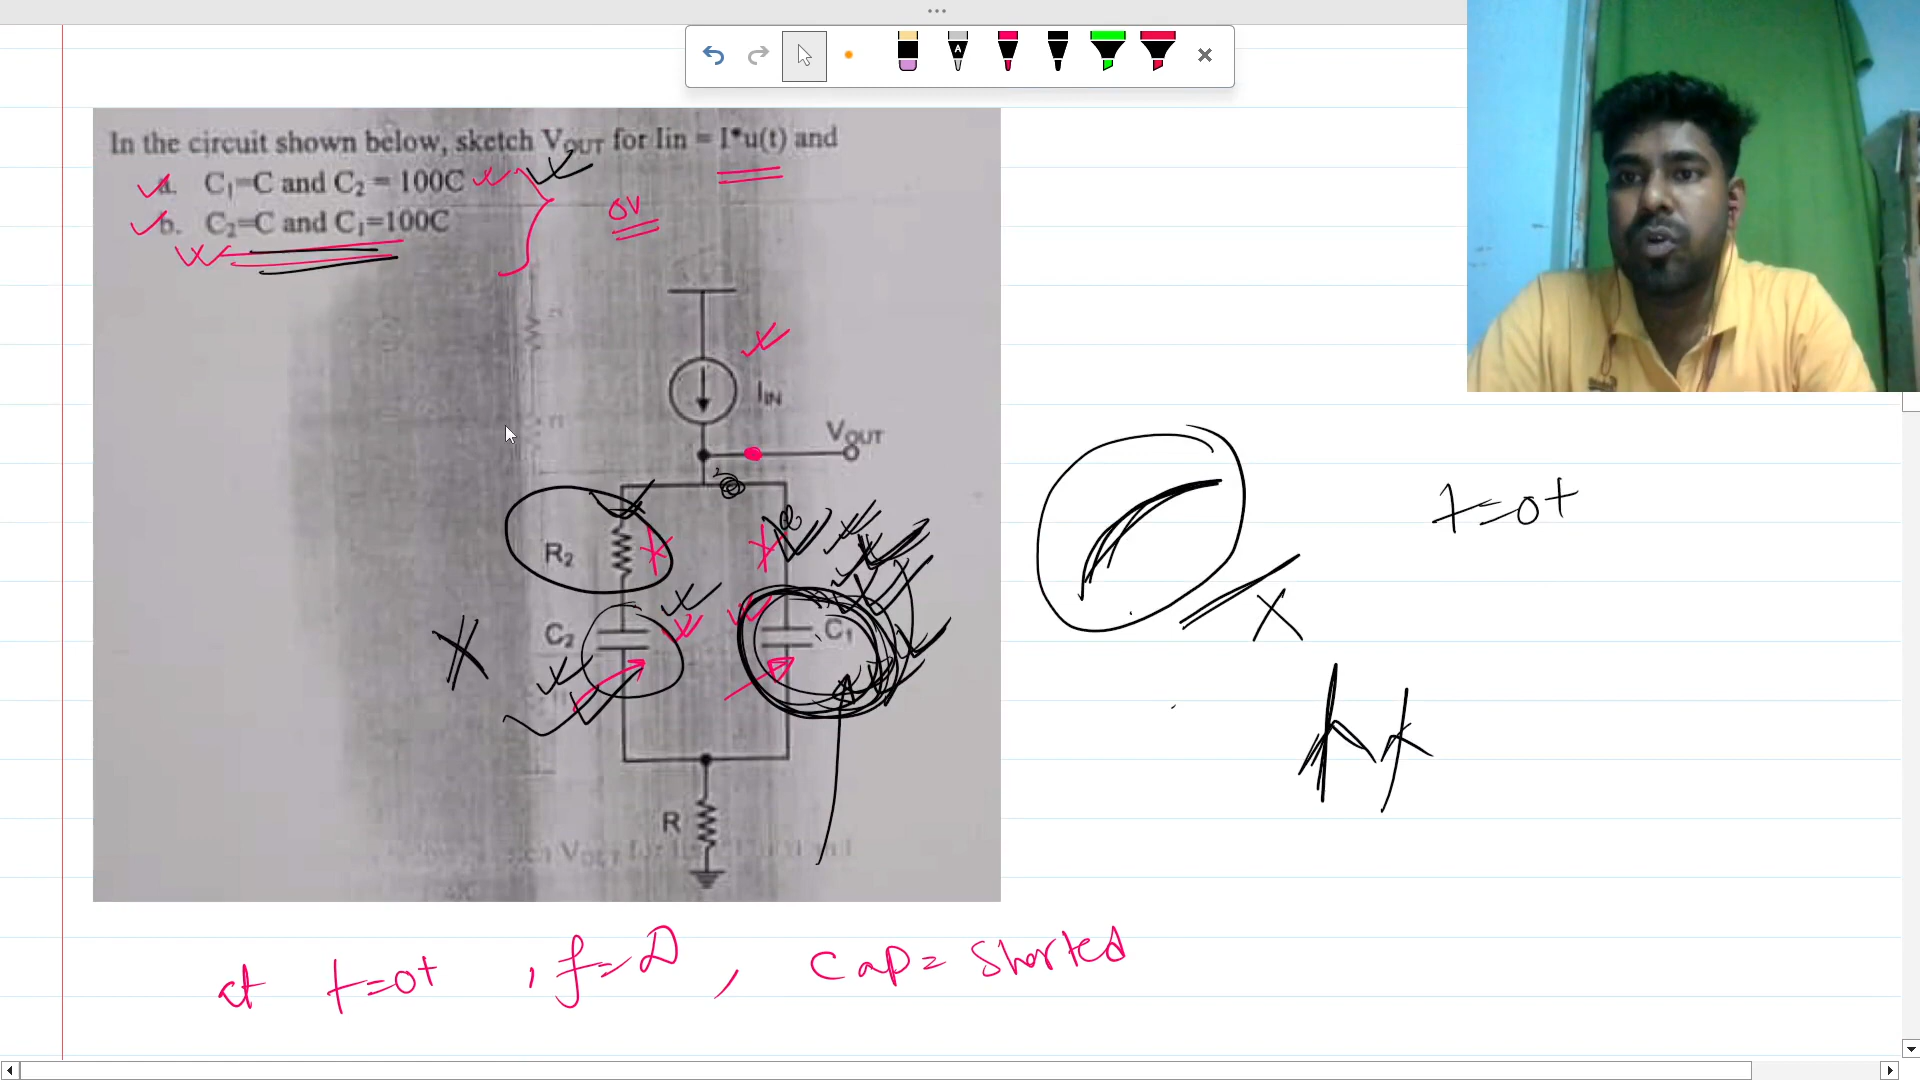 In the circuit shown below, sketch VOUT for Iin = I*u(t) and
a. C1=C and C2 = 100C
b. C2=C and C1=100C
0V
IIN
VOUT
R2
C2
C1
R
t=0+
at t=0+, f=∞, Cap= Shorted